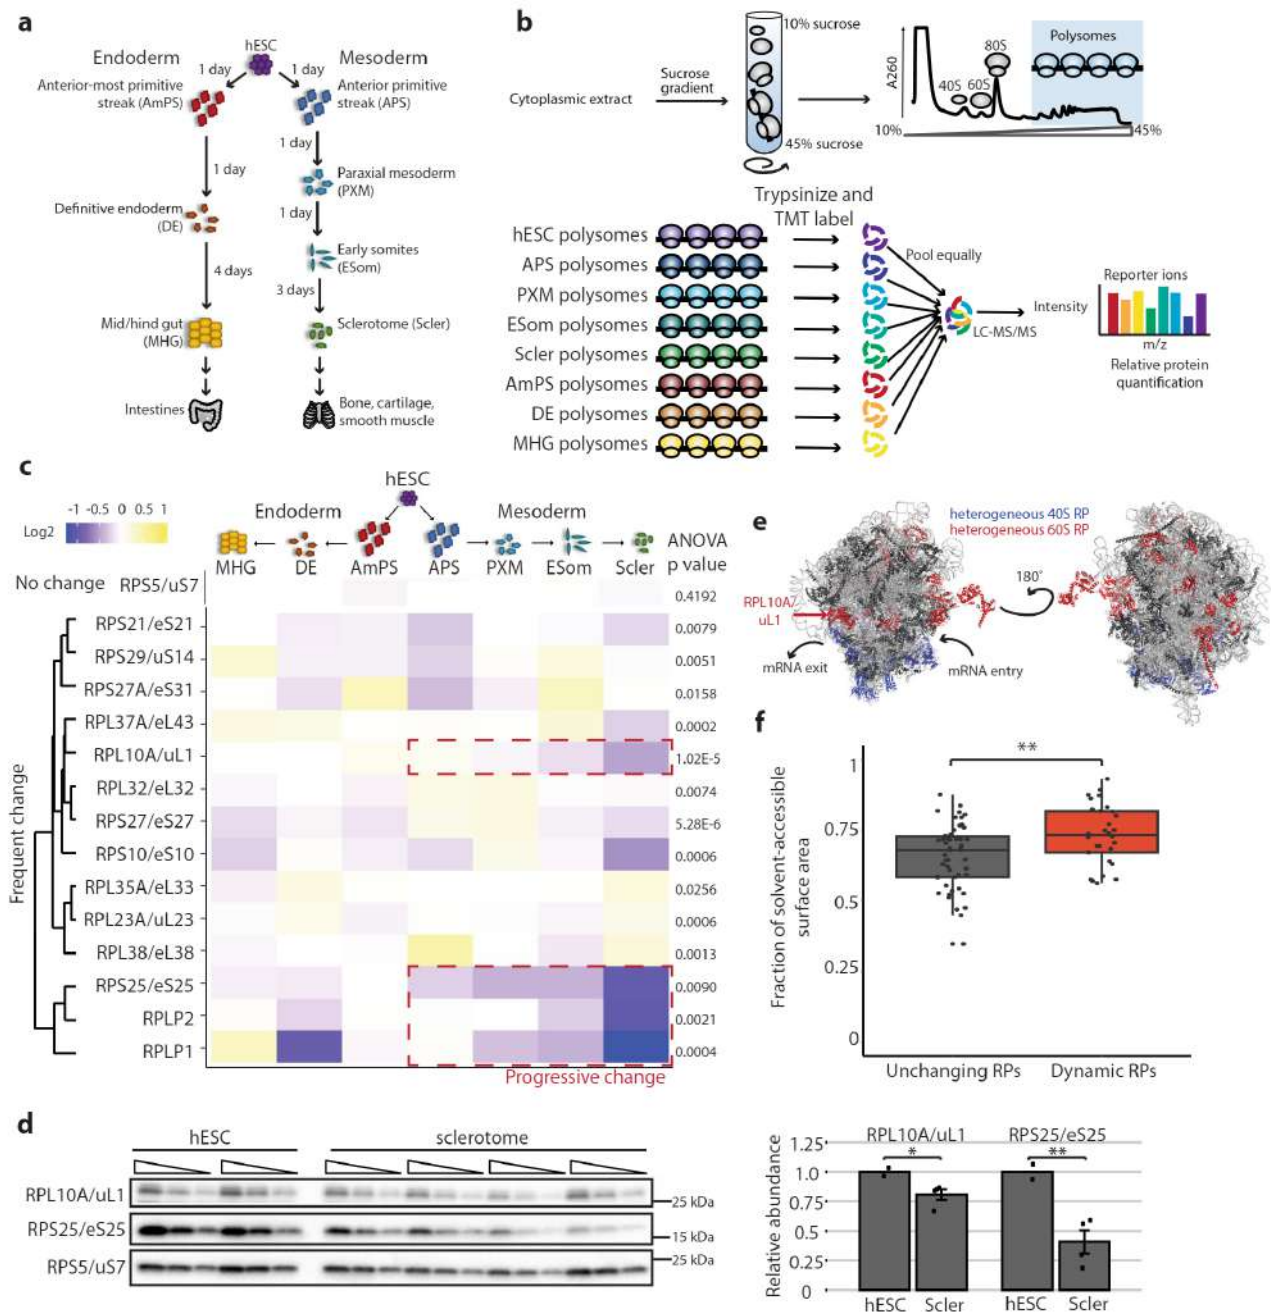 a
hESC
Endoderm
Mesoderm
1 day
1 day
Anterior-most primitive
streak (AmPS)
Anterior primitive
streak (APS)
1 day
1 day
Paraxial mesoderm
(PXM)
Definitive endoderm
(DE)
1 day
Early somites
(ESom)
4 days
3 days
Mid/hind gut
(MHG)
Sclerotome (Scler)
Intestines
Bone, cartilage,
smooth muscle
b
10% sucrose
Cytoplasmic extract
Sucrose
gradient
45% sucrose
A260
40S
60S
80S
Polysomes
10%
45%
Trypsinize and
TMT label
hESC polysomes
APS polysomes
PXM polysomes
ESom polysomes
Scler polysomes
AmPS polysomes
DE polysomes
MHG polysomes
Pool equally
LC-MS/MS
Intensity
Reporter ions
m/z
Relative protein
quantification
c
hESC
-1 -0.5 0 0.5 1
Log2
Endoderm
Mesoderm
MHG DE AmPS APS PXM ESom Scler
ANOVA
p value
No change
RPS5/uS7 0.4192
Frequent change
RPS21/eS21 0.0079
RPS29/uS14 0.0051
RPS27A/eS31 0.0158
RPL37A/eL43 0.0002
RPL10A/uL1 1.02E-5
RPL32/eL32 0.0074
RPS27/eS27 5.28E-6
RPS10/eS10 0.0006
RPL35A/eL33 0.0256
RPL23A/uL23 0.0006
RPL38/eL38 0.0013
RPS25/eS25 0.0090
RPLP2 0.0021
RPLP1 0.0004
Progressive change
d
hESC
sclerotome
RPL10A/uL1
25 kDa
RPS25/eS25
15 kDa
RPS5/uS7
25 kDa
Relative abundance
1.25
1.0
0.75
0.5
0.25
0
RPL10A/uL1
RPS25/eS25
*
**
hESC Scler hESC Scler
e
heterogeneous 40S RP
heterogeneous 60S RP
RPL10A/
uL1
180°
mRNA exit
mRNA entry
f
Fraction of solvent-accessible
surface area
1
0.75
0.5
0.25
0
**
Unchanging RPs
Dynamic RPs